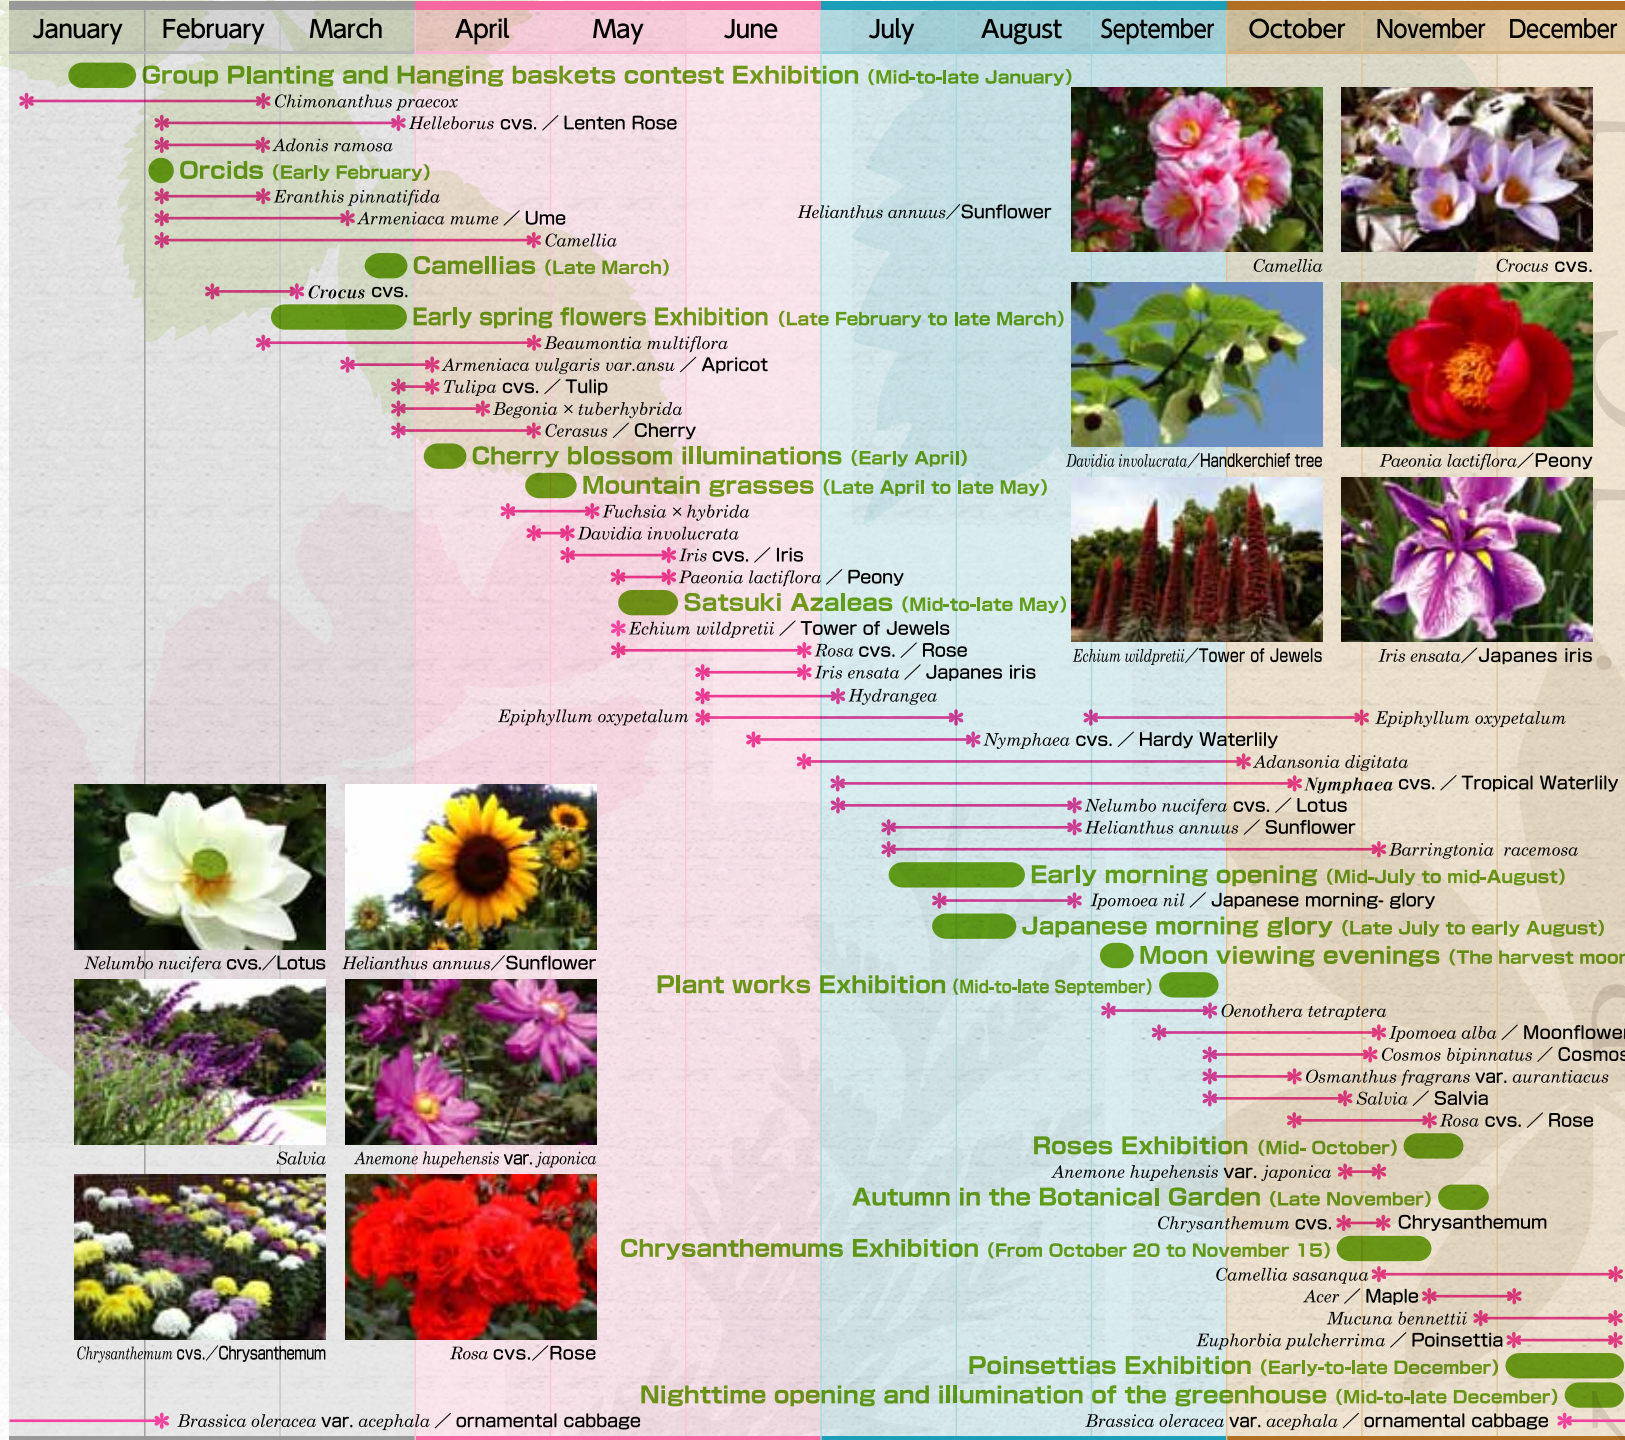 January February March April May June July August September October November December
Group Planting and Hanging baskets contest Exhibition (Mid-to-late January)
Chimonanthus praecox
Helleborus cvs.／Lenten Rose
Adonis ramosa
Orcids (Early February)
Eranthis pinnatifida
Armeniaca mume／Ume
Helianthus annuus／Sunflower
Camellia
Camellias (Late March)
Camellia
Crocus cvs.
Crocus cvs.
Early spring flowers Exhibition (Late February to late March)
Beaumontia multiflora
Armeniaca vulgaris var.ansu／Apricot
Tulipa cvs.／Tulip
Begonia × tuberhybrida
Cerasus／Cherry
Cherry blossom illuminations (Early April)
Davidia involucrata／Handkerchief tree
Paeonia lactiflora／Peony
Mountain grasses (Late April to late May)
Fuchsia × hybrida
Davidia involucrata
Iris cvs.／Iris
Paeonia lactiflora／Peony
Satsuki Azaleas (Mid-to-late May)
Echium wildpretii／Tower of Jewels
Rosa cvs.／Rose
Echium wildpretii／Tower of Jewels
Iris ensata／Japanes iris
Iris ensata／Japanes iris
Hydrangea
Epiphyllum oxypetalum
Epiphyllum oxypetalum
Nymphaea cvs.／Hardy Waterlily
Adansonia digitata
Nymphaea cvs.／Tropical Waterlily
Nelumbo nucifera cvs.／Lotus
Helianthus annuus／Sunflower
Barringtonia racemosa
Early morning opening (Mid-July to mid-August)
Ipomoea nil／Japanese morning- glory
Japanese morning glory (Late July to early August)
Moon viewing evenings (The harvest moon
Nelumbo nucifera cvs.／Lotus
Helianthus annuus／Sunflower
Plant works Exhibition (Mid-to-late September)
Oenothera tetraptera
Ipomoea alba／Moonflower
Cosmos bipinnatus／Cosmos
Osmanthus fragrans var. aurantiacus
Salvia／Salvia
Rosa cvs.／Rose
Roses Exhibition (Mid- October)
Salvia
Anemone hupehensis var. japonica
Anemone hupehensis var. japonica
Autumn in the Botanical Garden (Late November)
Chrysanthemum cvs. Chrysanthemum
Chrysanthemums Exhibition (From October 20 to November 15)
Camellia sasanqua
Acer／Maple
Mucuna bennettii
Euphorbia pulcherrima／Poinsettia
Chrysanthemum cvs.／Chrysanthemum
Rosa cvs.／Rose
Poinsettias Exhibition (Early-to-late December)
Nighttime opening and illumination of the greenhouse (Mid-to-late December)
Brassica oleracea var. acephala／ornamental cabbage
Brassica oleracea var. acephala／ornamental cabbage